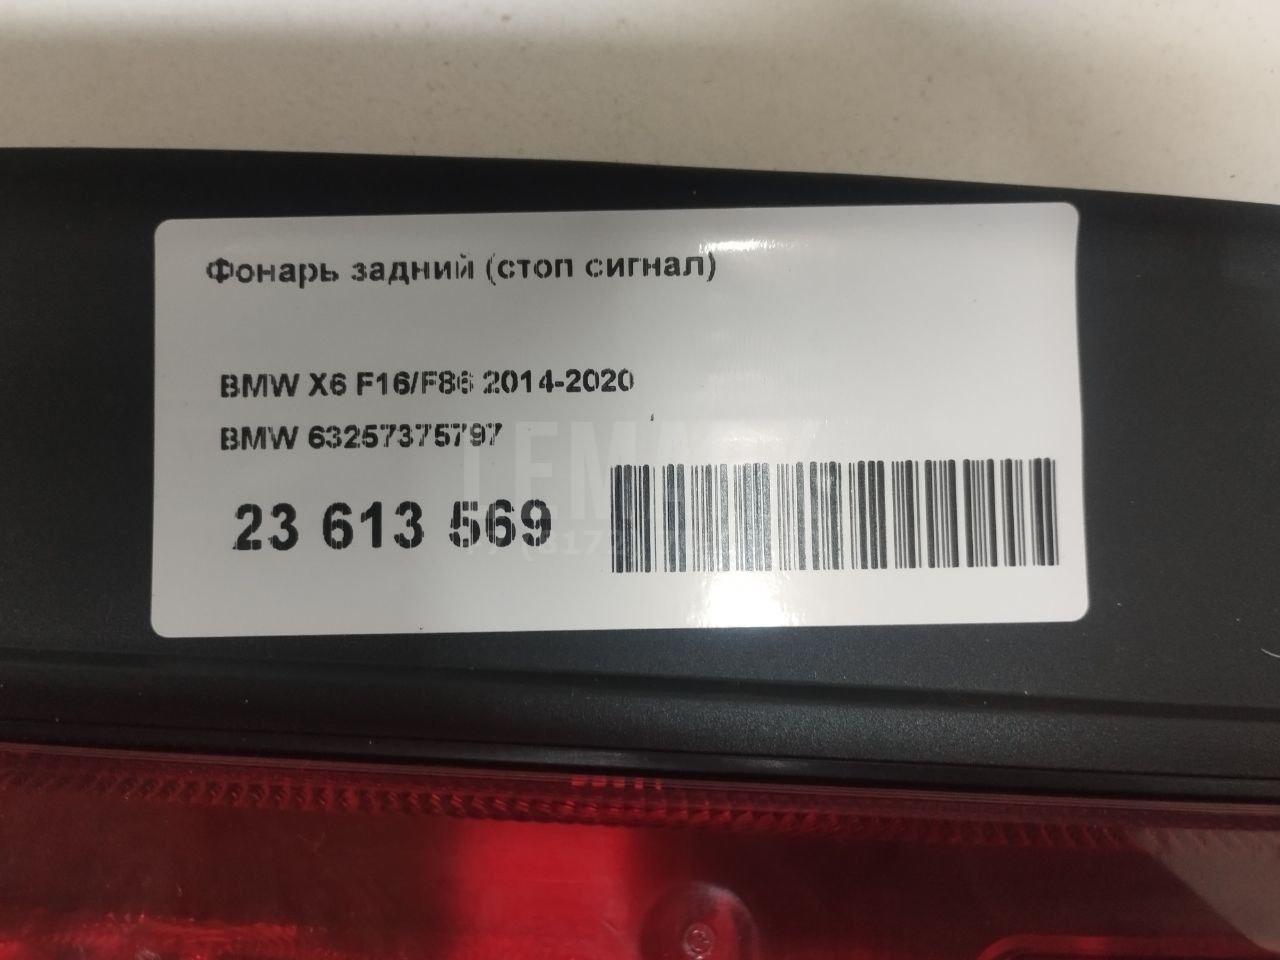 Фонарь задний (стоп сигнал)
BMW X6 F16/F86 2014-2020
BMW 63257375797
23 613 569